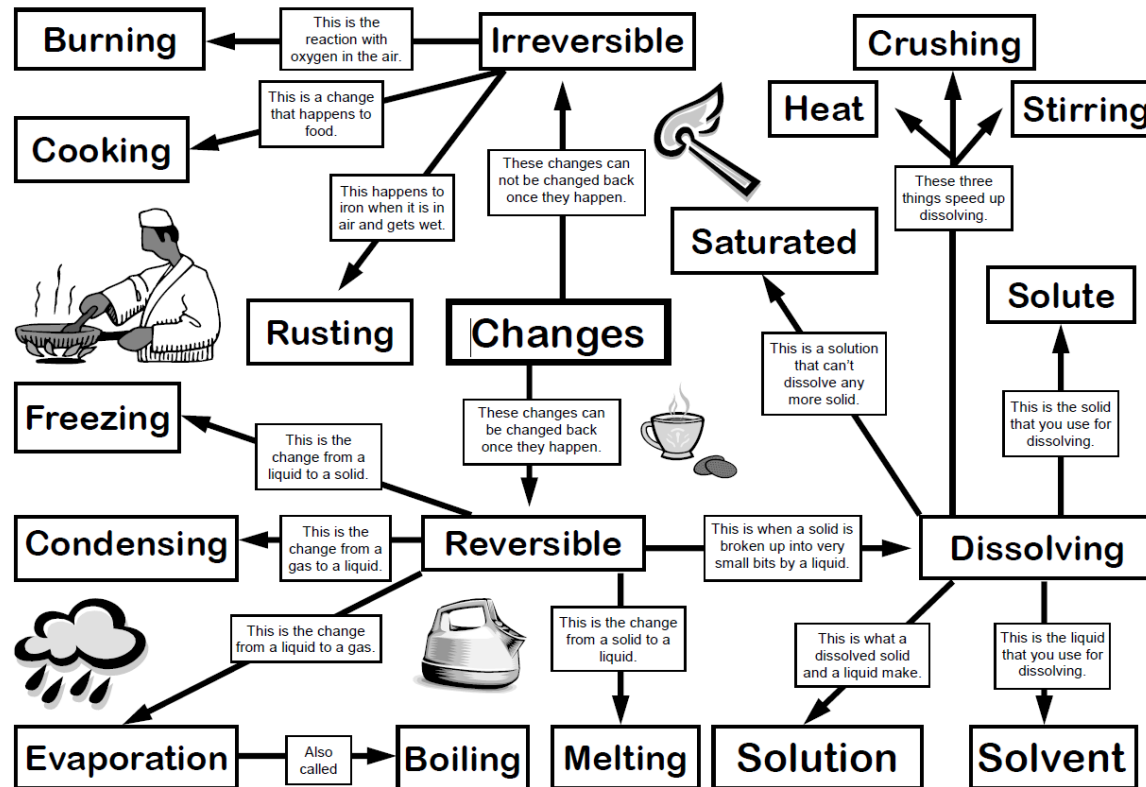 Burning
This is the
reaction with
oxygen in the air.
Irreversible
Crushing
This is a change
that happens to
food.
Heat
Stirring
Cooking
These changes can
not be changed back
once they happen.
These three
things speed up
dissolving.
This happens to
iron when it is in
air and gets wet.
Saturated
Solute
Rusting
Changes
This is a solution
that can't
dissolve any
more solid.
Freezing
These changes can
be changed back
once they happen.
This is the solid
that you use for
dissolving.
This is the
change from a
liquid to a solid.
Condensing
This is the
change from a
gas to a liquid.
Reversible
This is when a solid is
broken up into very
small bits by a liquid.
Dissolving
This is the change
from a liquid to a gas.
This is the change
from a solid to a
liquid.
This is what a
dissolved solid
and a liquid make.
This is the liquid
that you use for
dissolving.
Evaporation
Also
called
Boiling
Melting
Solution
Solvent